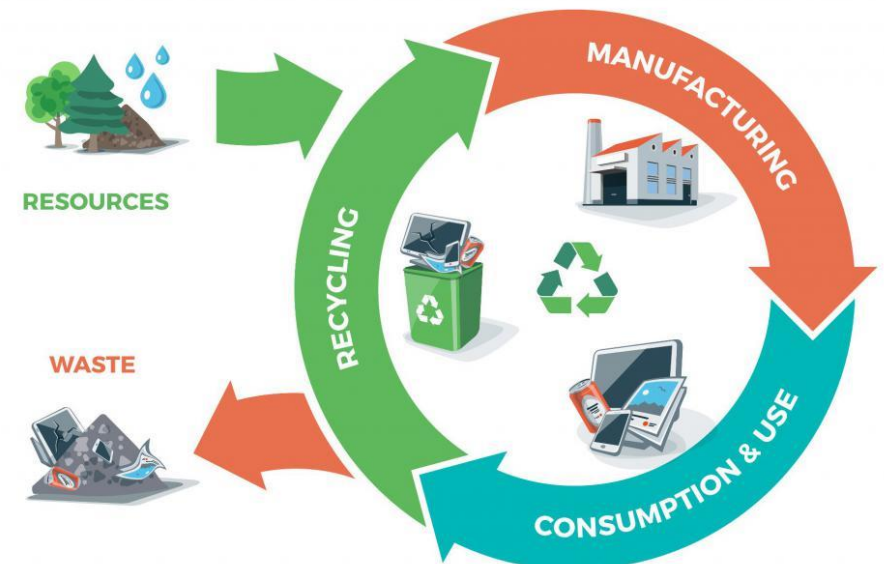 RESOURCES
WASTE
RECYCLING
MANUFACTURING
CONSUMPTION & USE